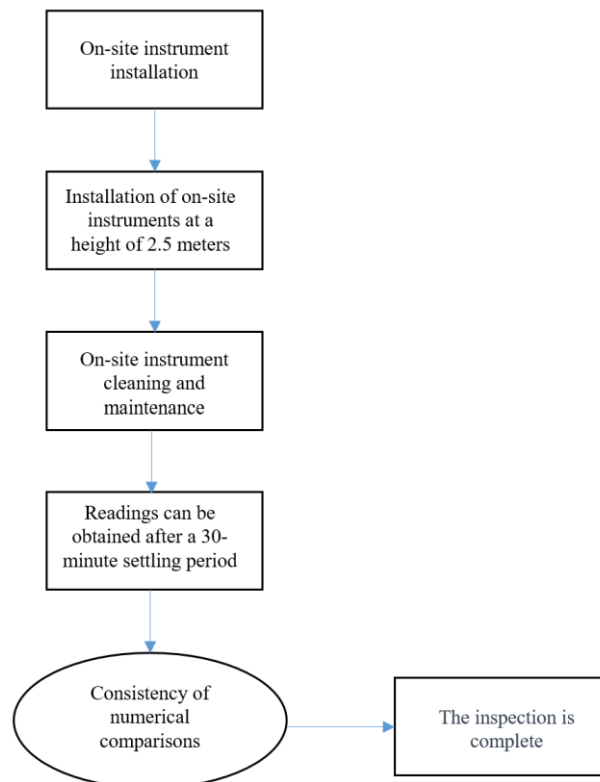 On-site instrument
installation
Installation of on-site
instruments at a
height of 2.5 meters
On-site instrument
cleaning and
maintenance
Readings can be
obtained after a 30-
minute settling period
Consistency of
numerical
comparisons
The inspection is
complete